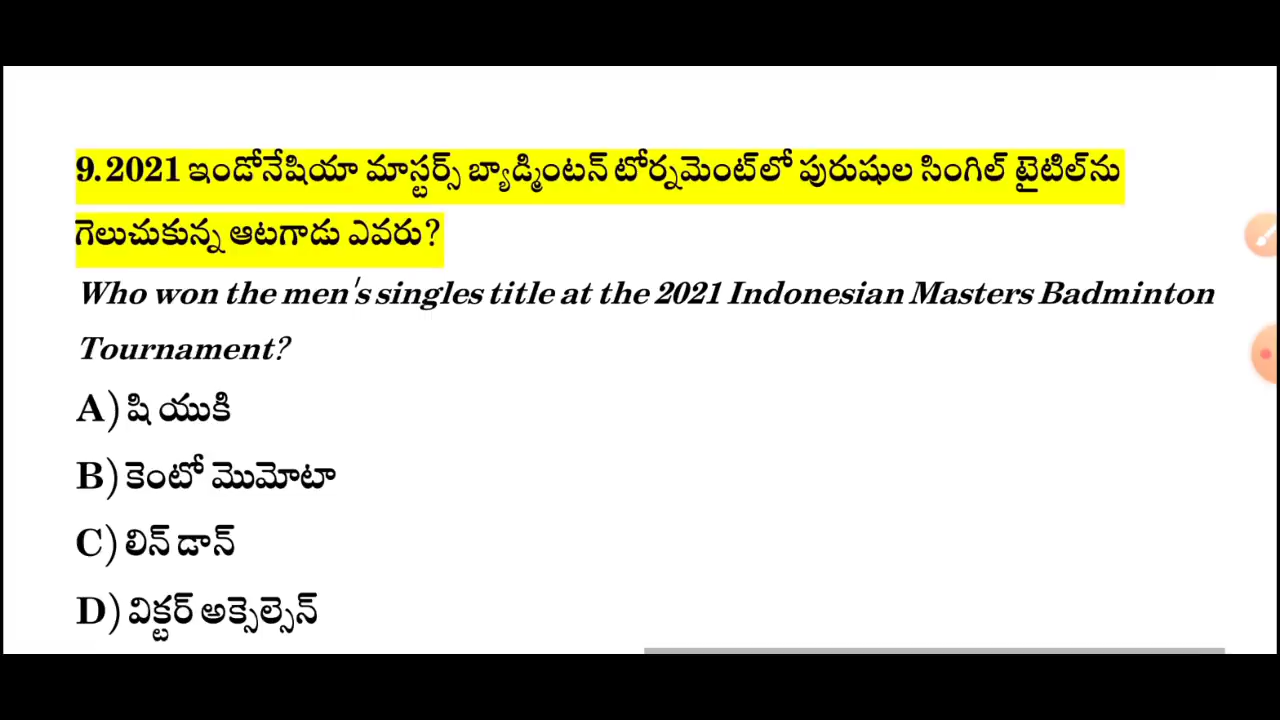 9.2021 ఇండోనేషియా మాస్టర్స్ బ్యాడ్మింటన్ టోర్నమెంట్‌లో పురుషుల సింగిల్ టైటిల్‌ను
గెలుచుకున్న ఆటగాడు ఎవరు?
Who won the men's singles title at the 2021 Indonesian Masters Badminton
Tournament?
A) షి యుకి
B) కెంటో మొమోటా
C) లిన్ డాన్
D) విక్టర్ అక్సెల్సెన్